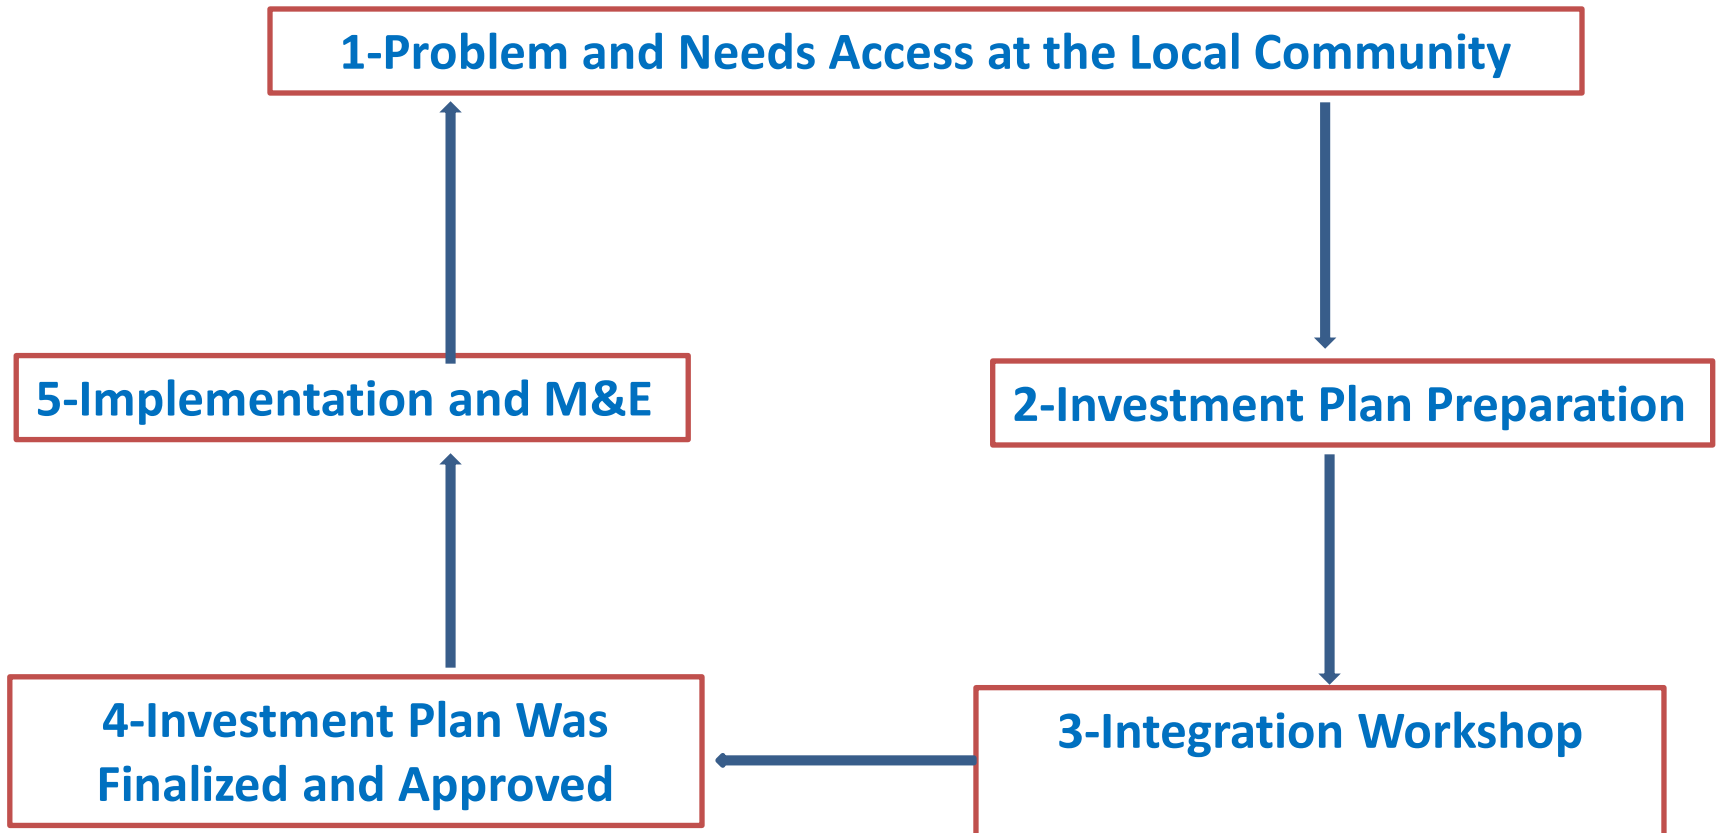 1-Problem and Needs Access at the Local Community
5-Implementation and M&E
2-Investment Plan Preparation
4-Investment Plan Was
Finalized and Approved
3-Integration Workshop